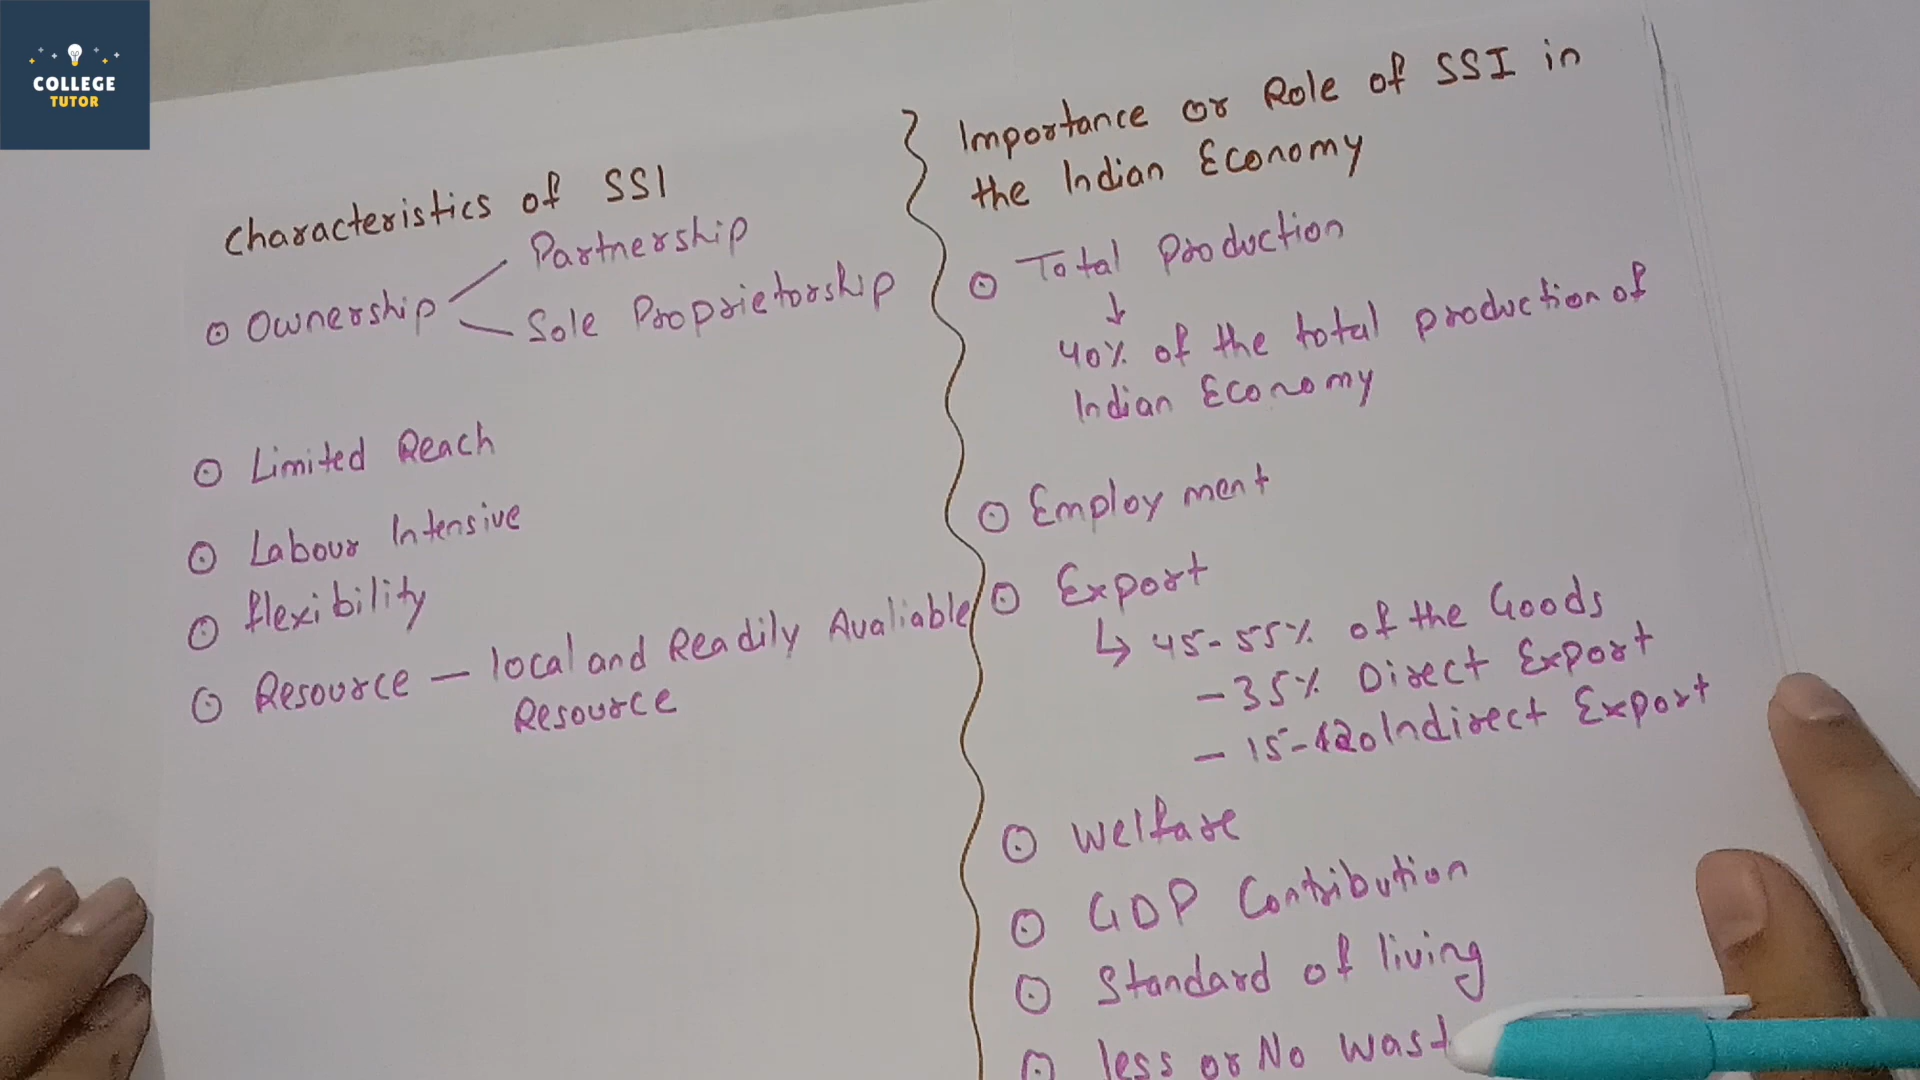 COLLEGE
TUTOR
Characteristics of SSI
Ownership
Partnership
Sole Proprietorship
Limited Reach
Labour Intensive
flexibility
Resource – local and Readily Avaliable
Resource
Importance or Role of SSI in
the Indian Economy
Total Production
↓
40% of the total production of
Indian Economy
Employment
Export
↳ 45-55% of the Goods
– 35% Direct Export
– 15- Indirect Export
Welfare
GDP Contribution
Standard of living
less or No